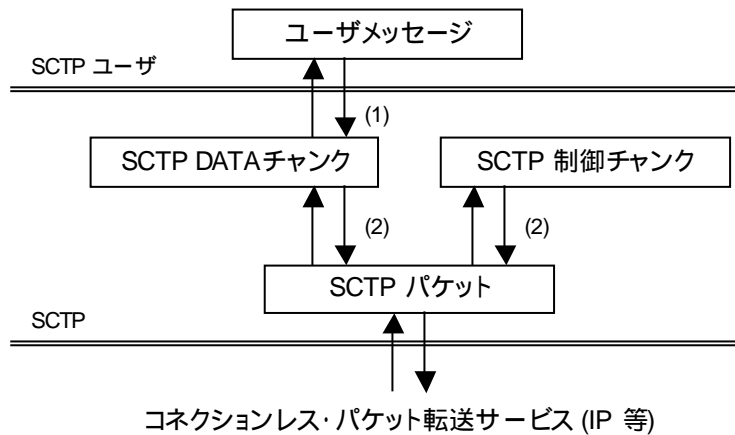 ユーザメッセージ
SCTP ユーザ
(1)
SCTP DATAチャンク
SCTP 制御チャンク
(2)
(2)
SCTP パケット
SCTP
コネクションレス・パケット転送サービス (IP 等)